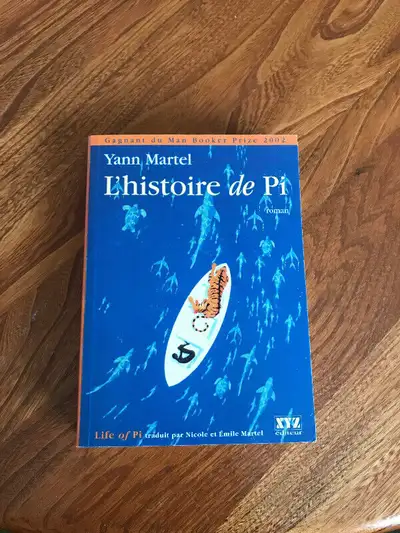 Gagnant du Man Booker Prize 2002
Yann Martel
L'histoire de Pi
roman
Life of Pi traduit par Nicole et Émile Martel
XYZ
éditeur